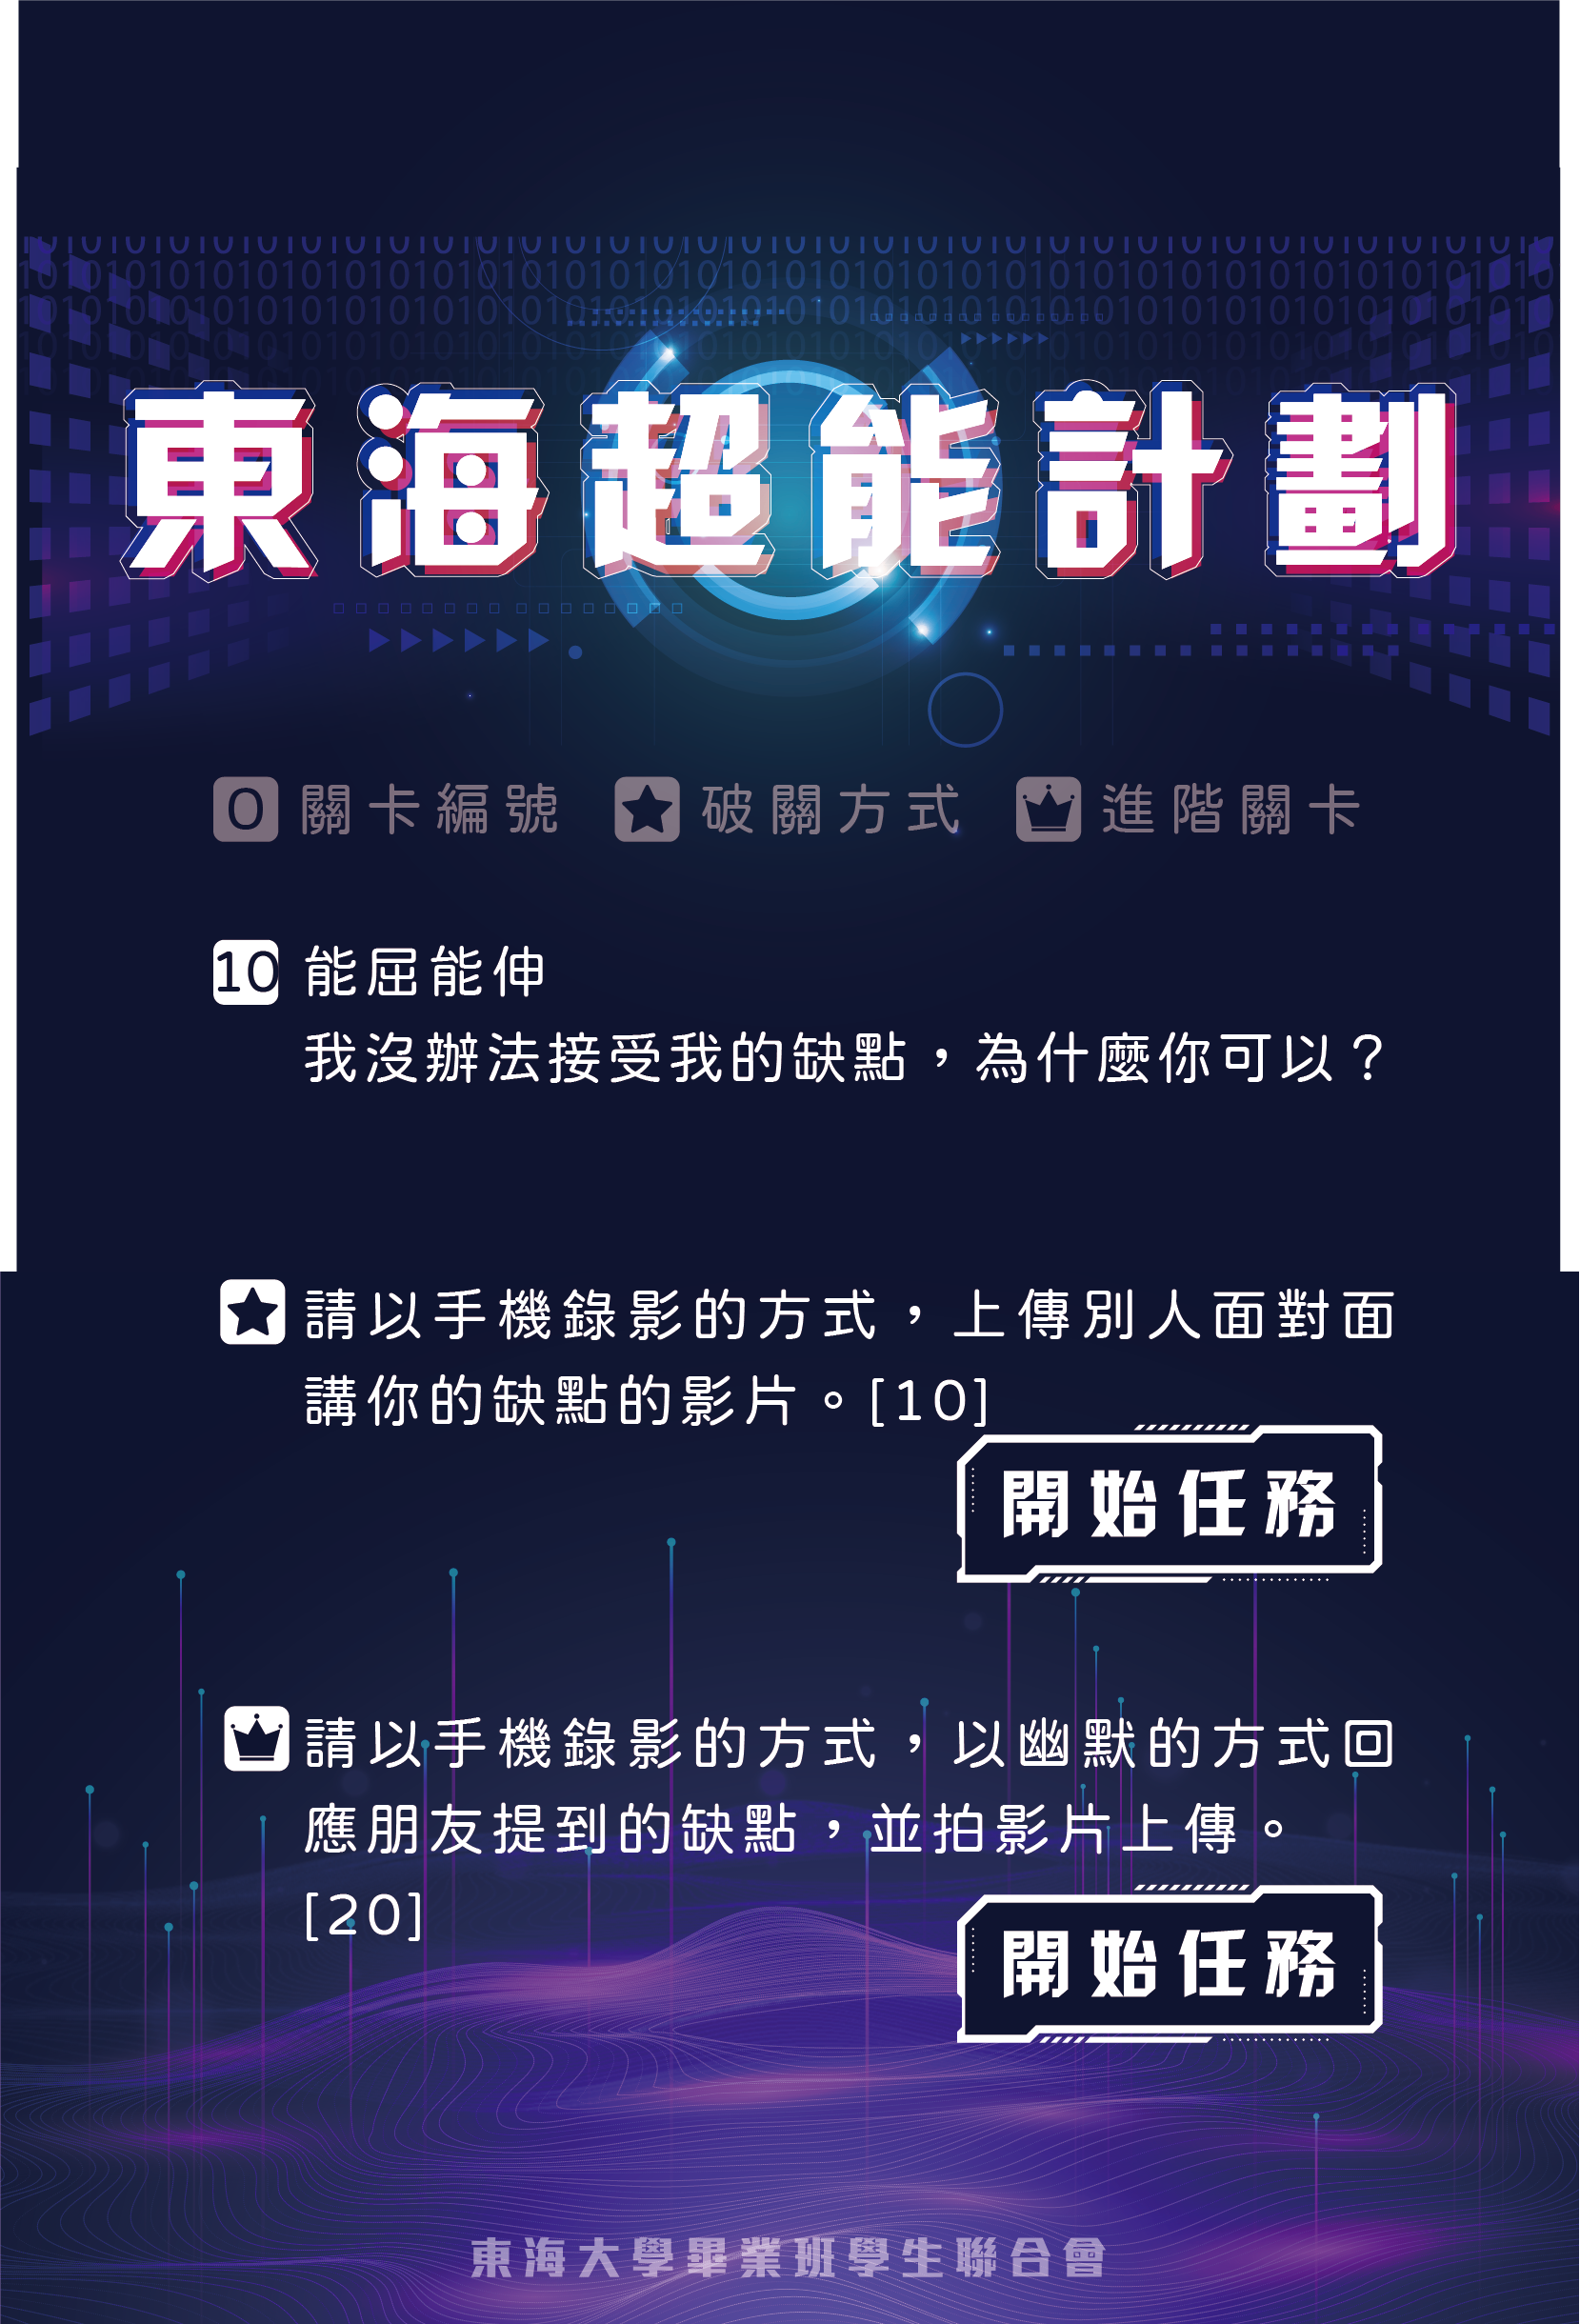 東海超能計劃
0 關卡編號 破關方式 進階關卡
10 能屈能伸
我沒辦法接受我的缺點，為什麼你可以？
請以手機錄影的方式，上傳別人面對面
講你的缺點的影片。[10]
開始任務
請以手機錄影的方式，以幽默的方式回
應朋友提到的缺點，並拍影片上傳。
[20]
開始任務
東海大學畢業班學生聯合會